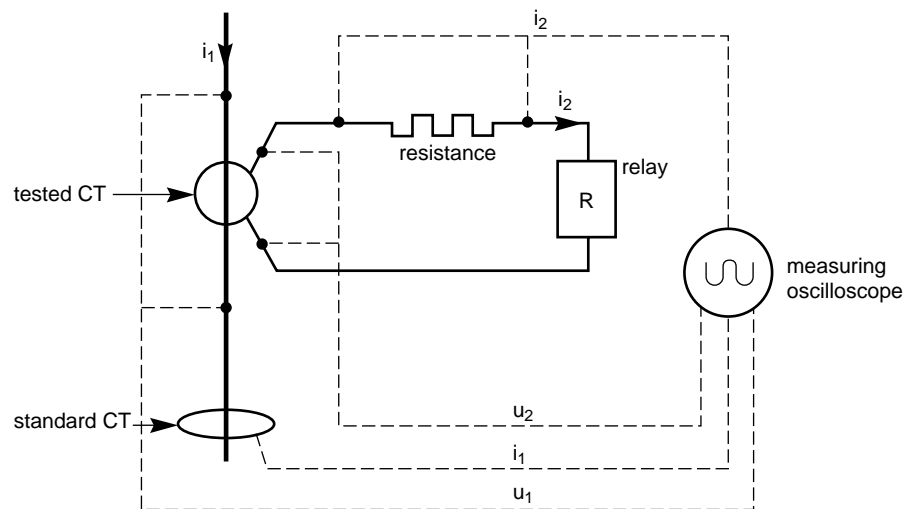 i2
i1
i2
resistance
relay
tested CT
R
measuring
oscilloscope
standard CT
u2
i1
u1